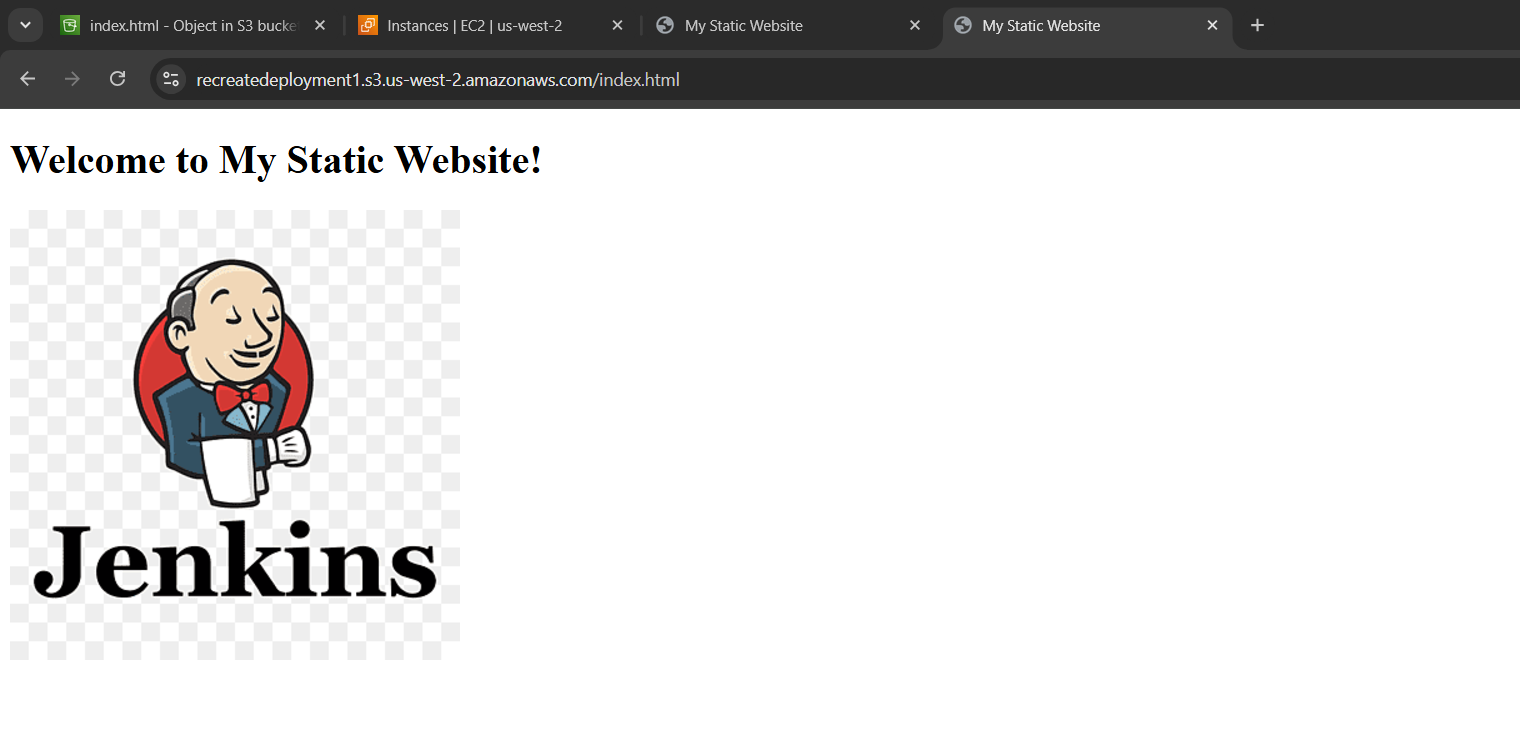 index.html - Object in S3 bucke
Instances | EC2 | us-west-2
My Static Website
My Static Website
recreatedeployment1.s3.us-west-2.amazonaws.com/index.html
Welcome to My Static Website!
Jenkins